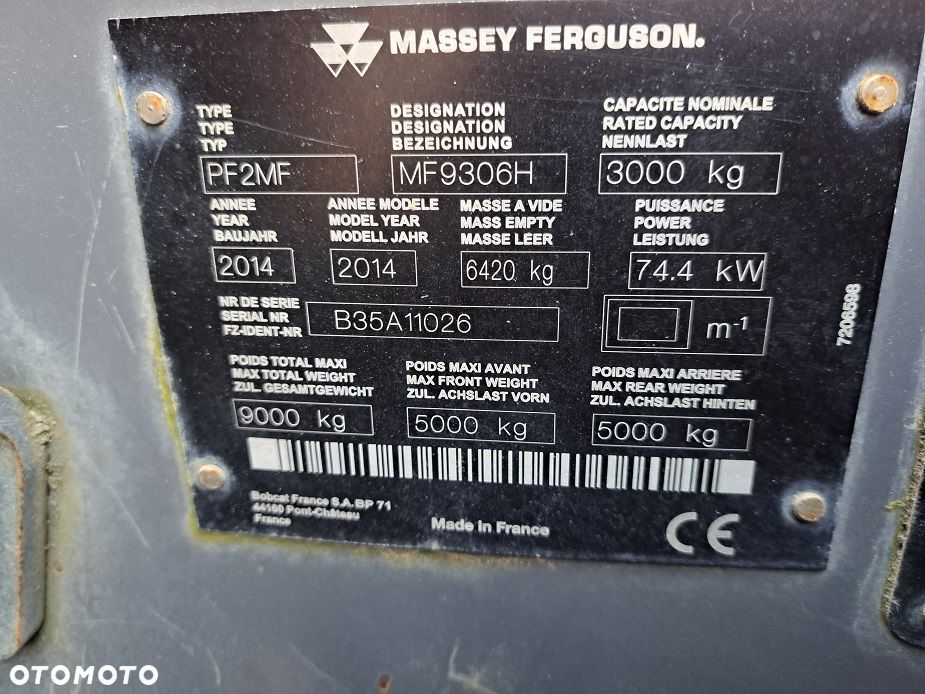 MASSEY FERGUSON.
TYPE DESIGNATION CAPACITE NOMINALE
TYPE DESIGNATION RATED CAPACITY
TYP BEZEICHNUNG NENNLAST
PF2MF MF9306H 3000 kg
ANNEE ANNEE MODELE MASSE A VIDE PUISSANCE
YEAR MODEL YEAR MASS EMPTY POWER
BAUJAHR MODELL JAHR MASSE LEER LEISTUNG
2014 2014 6420 kg 74.4 kW
NR DE SERIE
SERIAL NR
FZ-IDENT-NR
B35A11026
m-1
7206598
POIDS TOTAL MAXI POIDS MAXI AVANT POIDS MAXI ARRIERE
MAX TOTAL WEIGHT MAX FRONT WEIGHT MAX REAR WEIGHT
ZUL. GESAMTGEWICHT ZUL. ACHSLAST VORN ZUL. ACHSLAST HINTEN
9000 kg 5000 kg 5000 kg
Bobcat France S.A. BP 71
44160 Pont-Château
France
Made in France
CE
OTOMOTO